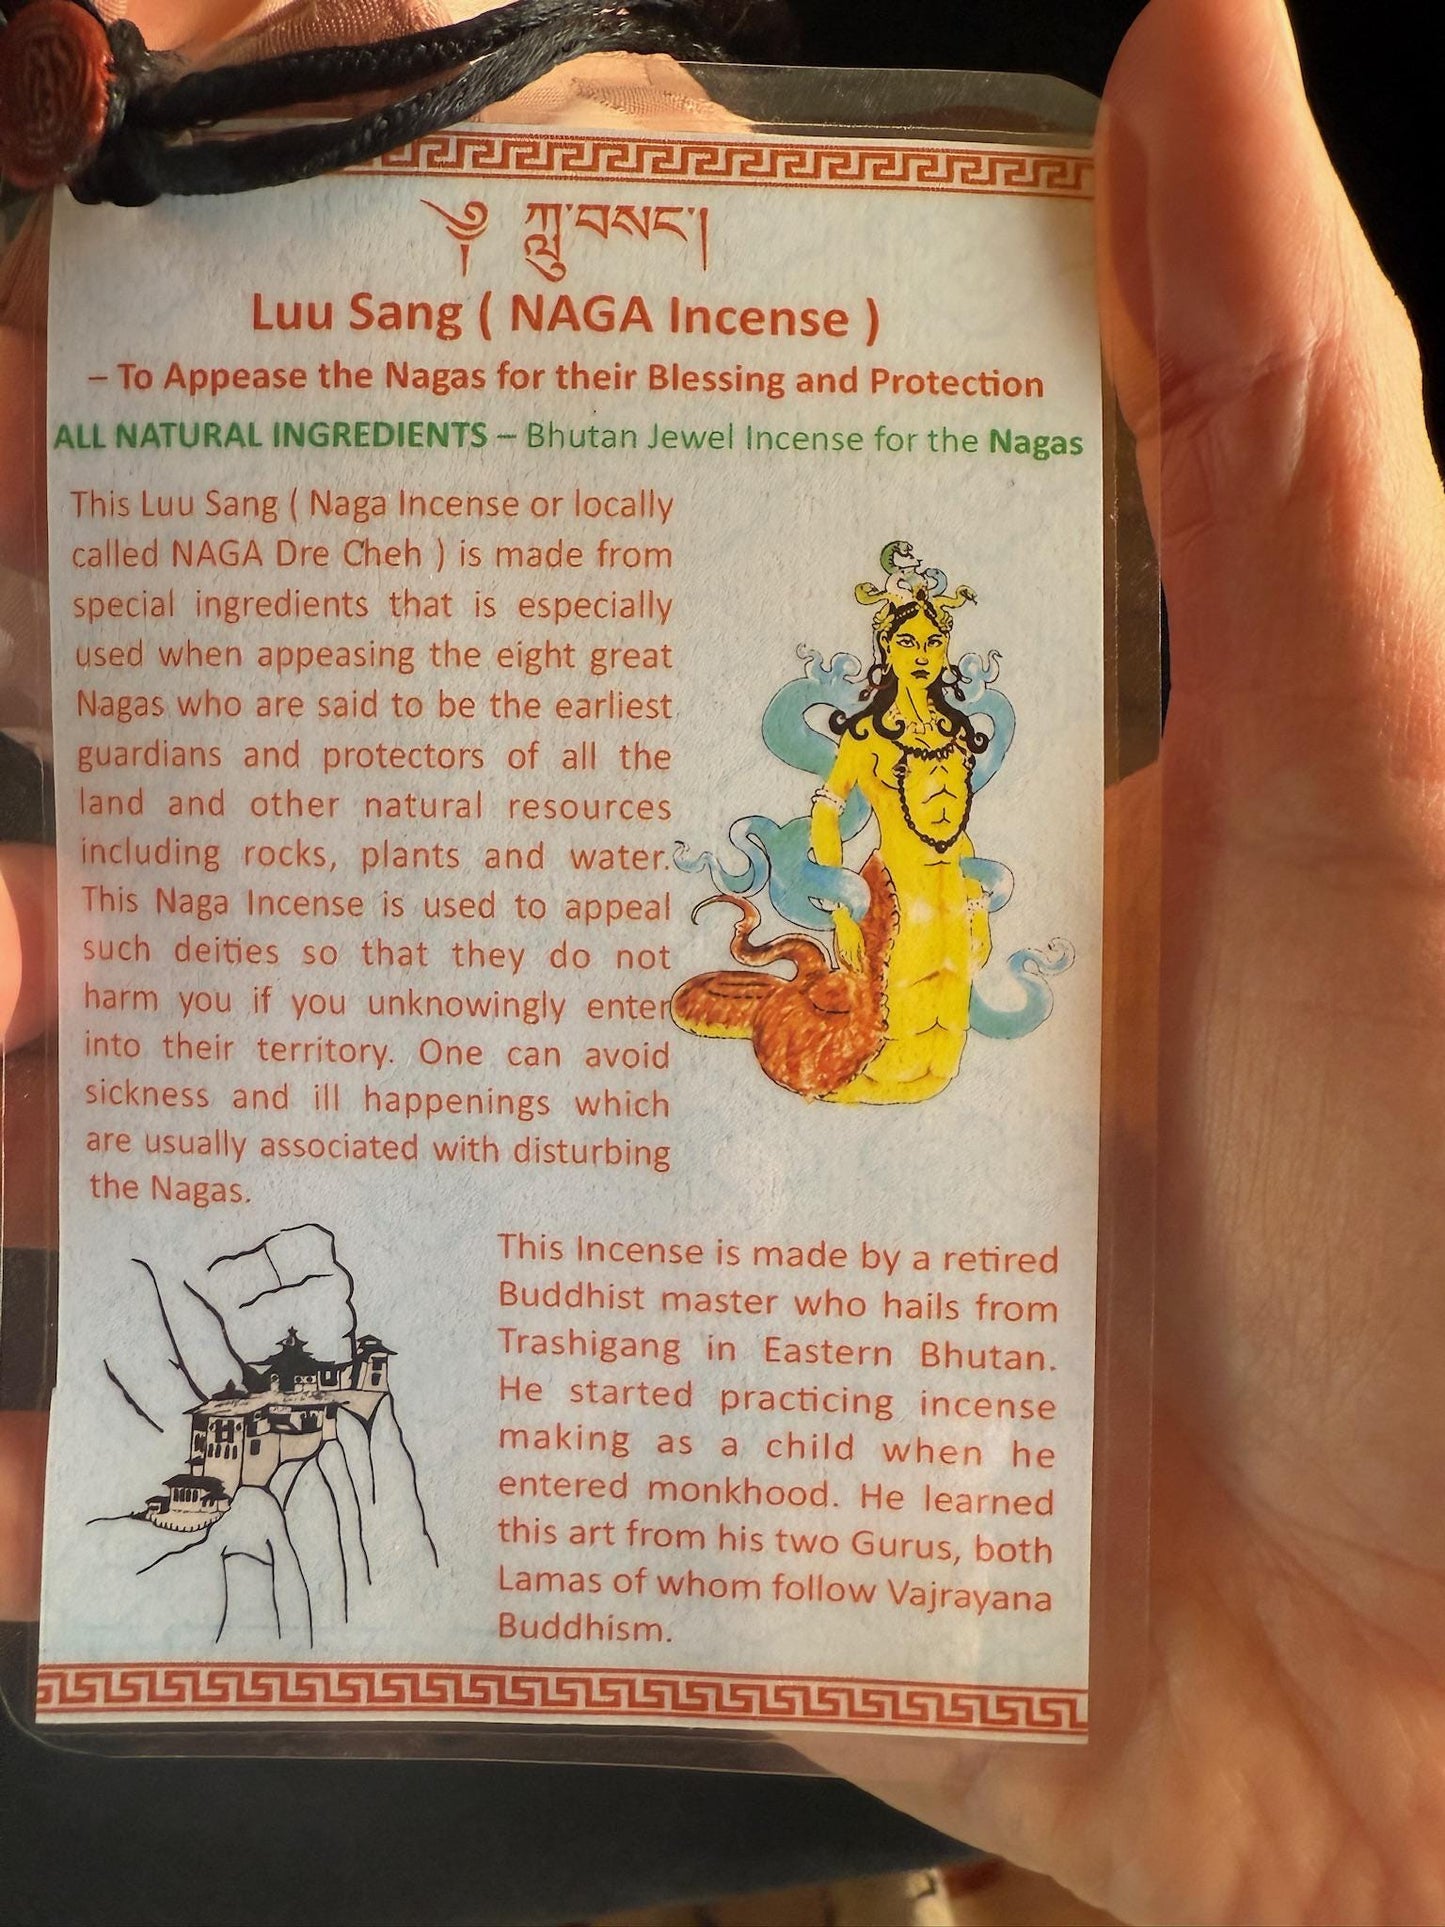 ༈ ཀླུ་བསང་།
Luu Sang ( NAGA Incense )
– To Appease the Nagas for their Blessing and Protection
ALL NATURAL INGREDIENTS – Bhutan Jewel Incense for the Nagas
This Luu Sang ( Naga Incense or locally
called NAGA Dre Cheh ) is made from
special ingredients that is especially
used when appeasing the eight great
Nagas who are said to be the earliest
guardians and protectors of all the
land and other natural resources
including rocks, plants and water.
This Naga Incense is used to appeal
such deities so that they do not
harm you if you unknowingly enter
into their territory. One can avoid
sickness and ill happenings which
are usually associated with disturbing
the Nagas.
This Incense is made by a retired
Buddhist master who hails from
Trashigang in Eastern Bhutan.
He started practicing incense
making as a child when he
entered monkhood. He learned
this art from his two Gurus, both
Lamas of whom follow Vajrayana
Buddhism.